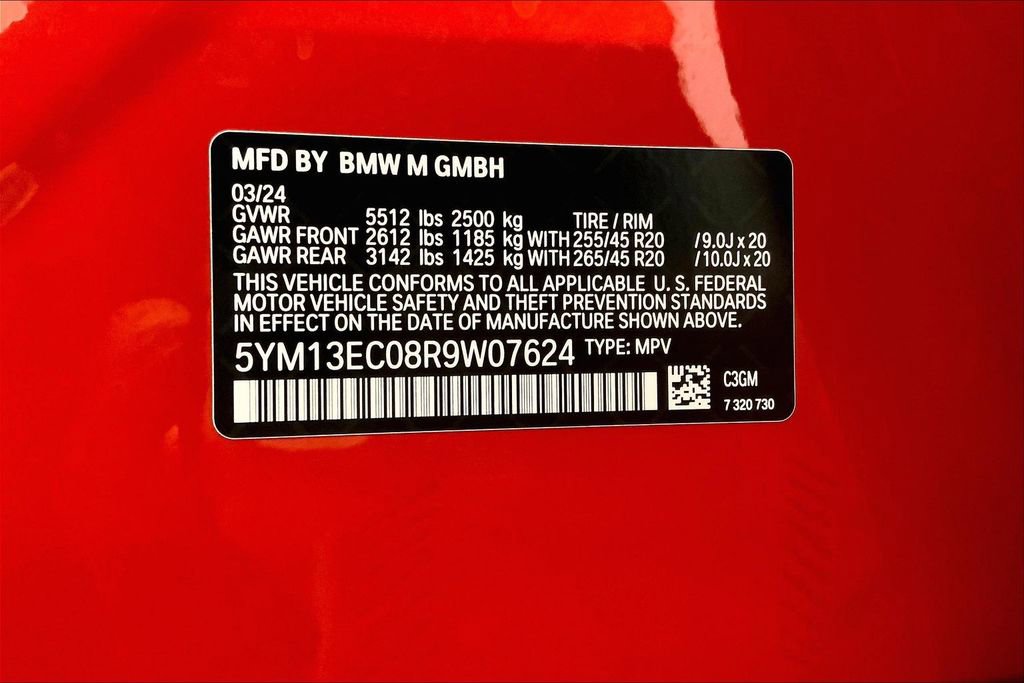 MFD BY BMW M GMBH
03/24
GVWR 5512 lbs 2500 kg TIRE / RIM
GAWR FRONT 2612 lbs 1185 kg WITH 255/45 R20 /9.0J x 20
GAWR REAR 3142 lbs 1425 kg WITH 265/45 R20 /10.0J x 20
THIS VEHICLE CONFORMS TO ALL APPLICABLE U. S. FEDERAL
MOTOR VEHICLE SAFETY AND THEFT PREVENTION STANDARDS
IN EFFECT ON THE DATE OF MANUFACTURE SHOWN ABOVE.
5YM13EC08R9W07624 TYPE: MPV
C3GM
7 320 730